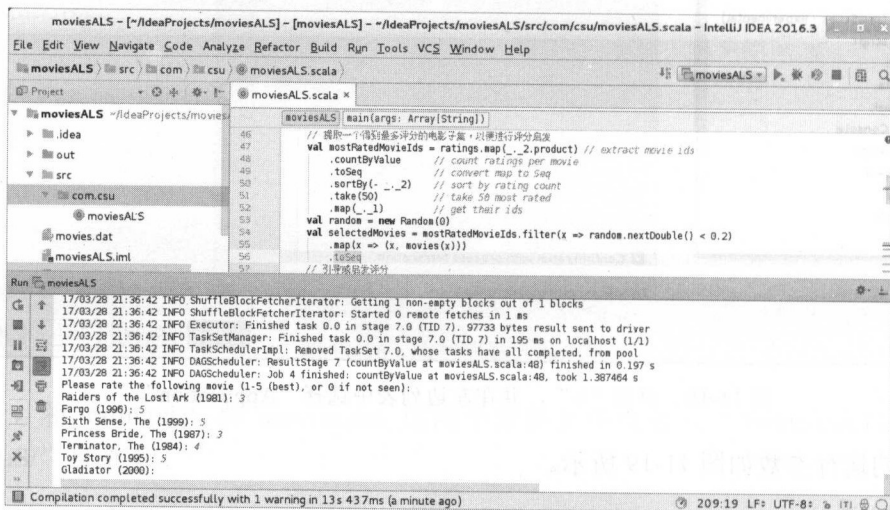 moviesALS – [~/IdeaProjects/moviesALS] – [moviesALS] – ~/IdeaProjects/moviesALS/src/com/csu/moviesALS.scala – IntelliJ IDEA 2016.3
File Edit View Navigate Code Analyze Refactor Build Run Tools VCS Window Help
moviesALS src com csu moviesALS.scala
moviesALS
Project
moviesALS.scala ×
moviesALS ~/IdeaProjects/movies
moviesALS main(args: Array[String])
.idea
out
src
com.csu
moviesALS
movies.dat
moviesALS.iml
46 // 提取一个得到最多评分的电影子集，以便进行评分启发
47 val mostRatedMovieIds = ratings.map(_._2.product) // extract movie ids
48 .countByValue // count ratings per movie
49 .toSeq // convert map to Seq
50 .sortBy(- _._2) // sort by rating count
51 .take(50) // take 50 most rated
52 .map(_._1) // get their ids
53 val random = new Random(0)
54 val selectedMovies = mostRatedMovieIds.filter(x => random.nextDouble() < 0.2)
55 .map(x => (x, movies(x)))
56 .toSeq
57 // 引导或启发评分
Run moviesALS
17/03/28 21:36:42 INFO ShuffleBlockFetcherIterator: Getting 1 non-empty blocks out of 1 blocks
17/03/28 21:36:42 INFO ShuffleBlockFetcherIterator: Started 0 remote fetches in 1 ms
17/03/28 21:36:42 INFO Executor: Finished task 0.0 in stage 7.0 (TID 7). 97733 bytes result sent to driver
17/03/28 21:36:42 INFO TaskSetManager: Finished task 0.0 in stage 7.0 (TID 7) in 195 ms on localhost (1/1)
17/03/28 21:36:42 INFO TaskSchedulerImpl: Removed TaskSet 7.0, whose tasks have all completed, from pool
17/03/28 21:36:42 INFO DAGScheduler: ResultStage 7 (countByValue at moviesALS.scala:48) finished in 0.197 s
17/03/28 21:36:42 INFO DAGScheduler: Job 4 finished: countByValue at moviesALS.scala:48, took 1.387464 s
Please rate the following movie (1-5 (best), or 0 if not seen):
Raiders of the Lost Ark (1981): 3
Fargo (1996): 5
Sixth Sense, The (1999): 5
Princess Bride, The (1987): 3
Terminator, The (1984): 4
Toy Story (1995): 5
Gladiator (2000):
Compilation completed successfully with 1 warning in 13s 437ms (a minute ago)
209:19 LF÷ UTF-8÷